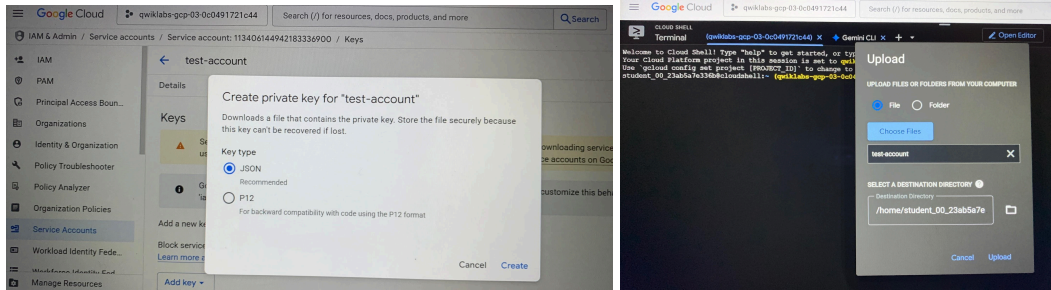 Google Cloud
qwiklabs-gcp-03-0c0491721c44
Search (/) for resources, docs, products, and more
Search
IAM & Admin / Service accounts / Service account: 113406144942183336950 / Keys
IAM
PAM
Principal Access Boun...
Organizations
Identity & Organization
Policy Troubleshooter
Policy Analyzer
Organization Policies
Service Accounts
Workload Identity Fede...
Manage Resources
test-account
Details
Keys
Add a new
Block service
Learn more
Add key
Create private key for "test-account"
Downloads a file that contains the private key. Store the file securely because
this key can't be recovered if lost.
Key type
JSON
Recommended
P12
For backward compatibility with code using the P12 format
Cancel Create
ownloading service
ce accounts on Goo
customize this beh
Google Cloud
qwiklabs-gcp-03-0c0491721c44
Search (/) for resources, docs, products, and more
CLOUD SHELL
Terminal
(qwiklabs-gcp-03-0c0491721c44) X
Gemini CLI X + 
Open Editor
Welcome to Cloud Shell! Type "help" to get started, or typ
Your Cloud Platform project in this session is set to qwik
Use `gcloud config set project [PROJECT_ID]` to change to
student_00_23ab5a7e336b@cloudshell:~ (qwiklabs-gcp-03-0c04
Upload
UPLOAD FILES OR FOLDERS FROM YOUR COMPUTER
File Folder
Choose Files
test-account
SELECT A DESTINATION DIRECTORY
Destination Directory
/home/student_00_23ab5a7e
Cancel Upload